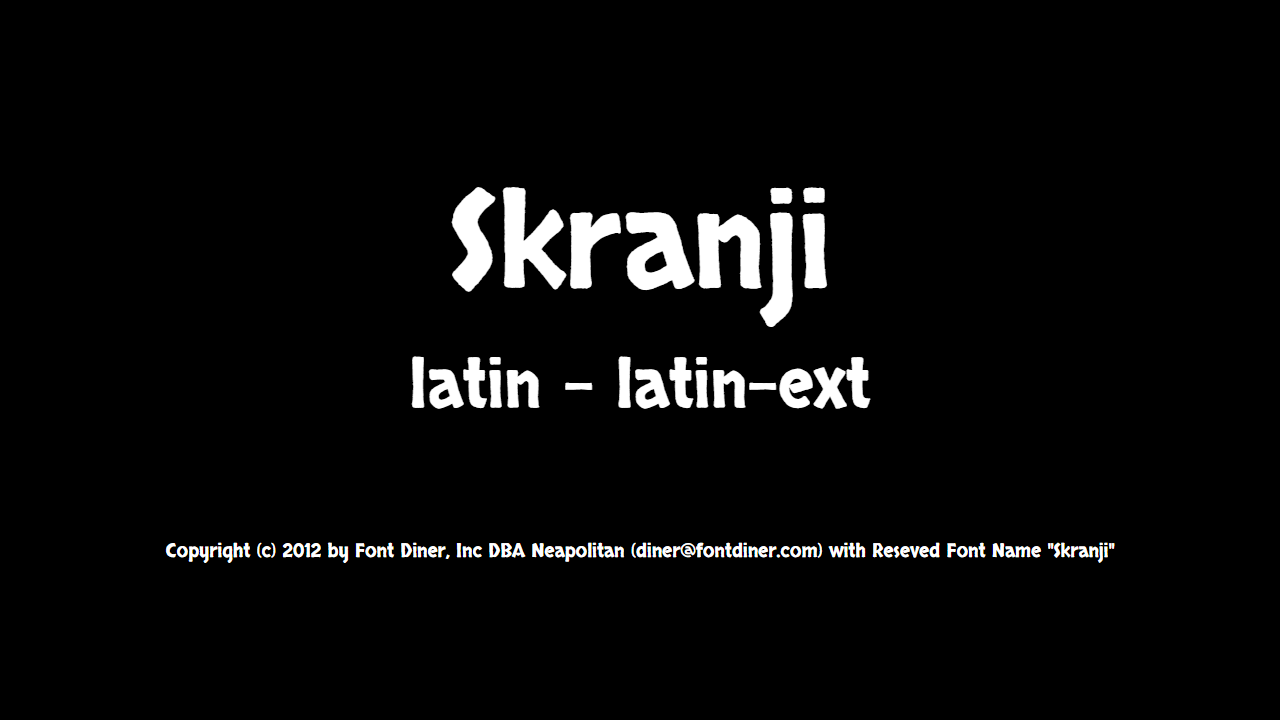 Skranji
latin - latin-ext
Copyright (c) 2012 by Font Diner, Inc DBA Neapolitan (diner@fontdiner.com) with Reseved Font Name "Skranji"